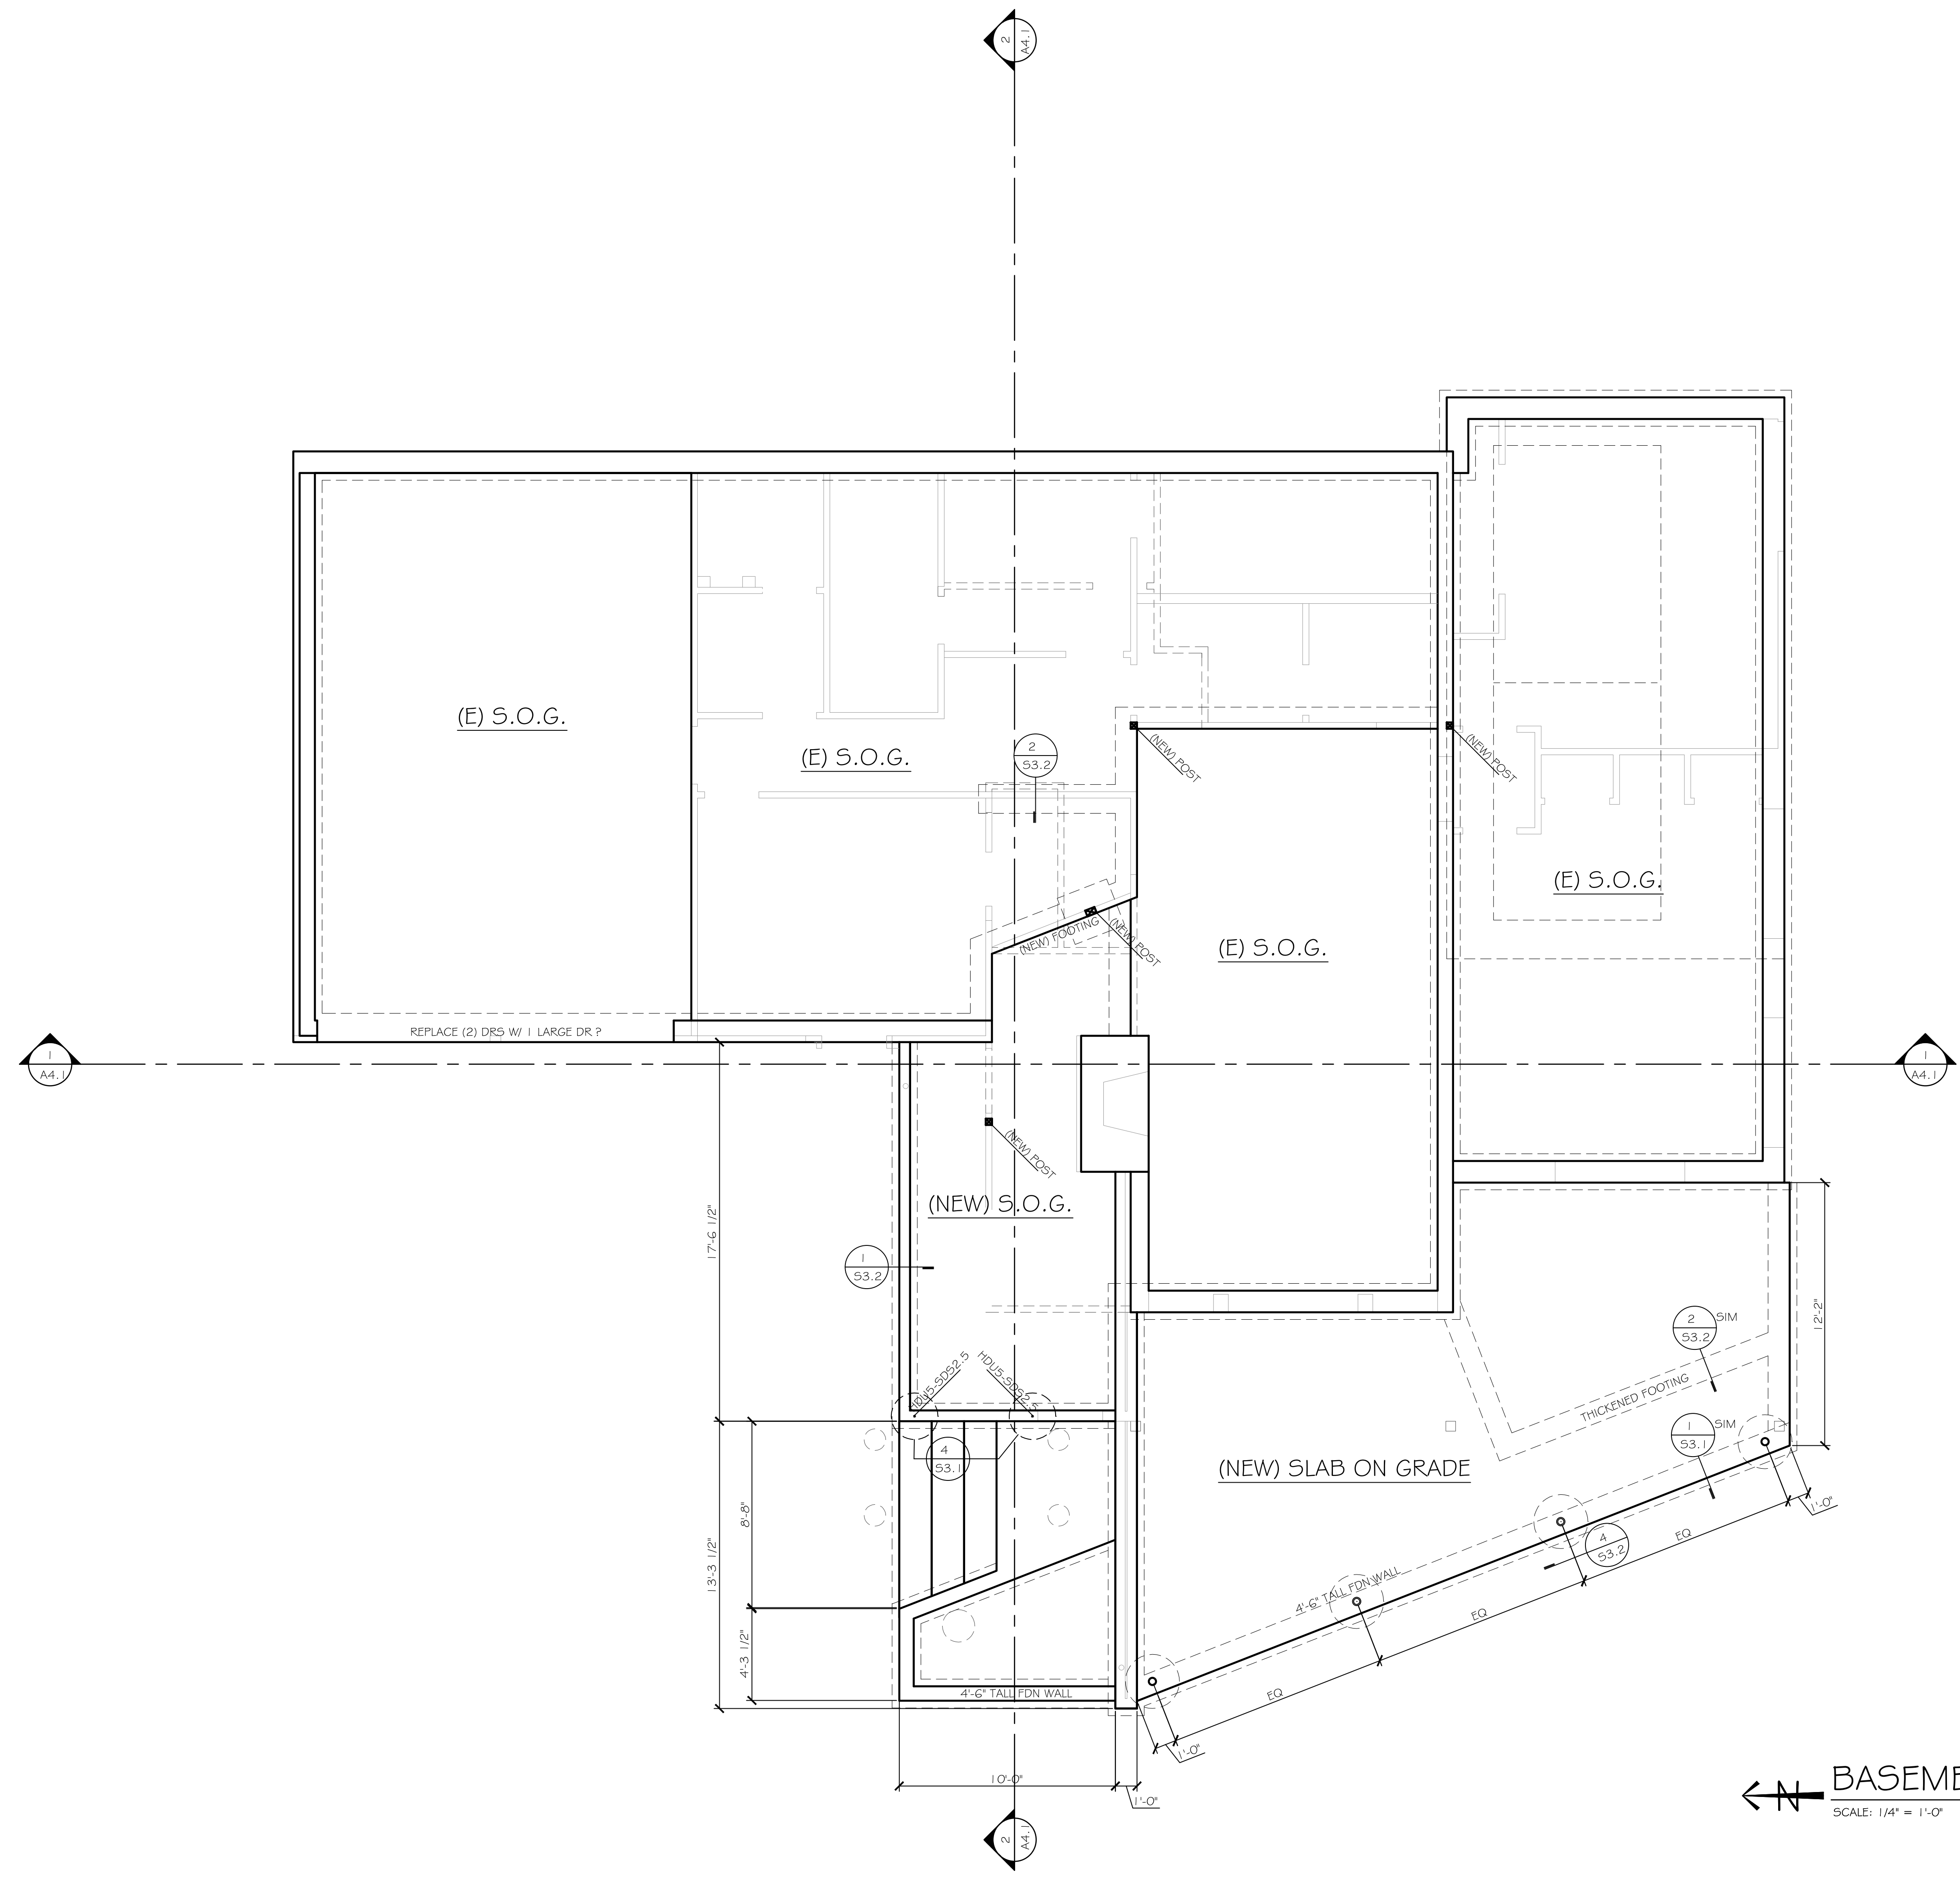 2
A4.1
(E) S.O.G.
(E) S.O.G.
2
S3.2
(NEW) POST
(NEW) POST
(E) S.O.G.
(E) S.O.G.
(NEW) FOOTING
(NEW) POST
REPLACE (2) DRS W/ 1 LARGE DR ?
1
A4.1
1
A4.1
(NEW) POST
(NEW) S.O.G.
17'-6 1/2"
1
S3.2
12'-2"
2
S3.2
SIM
HDU5-SDS2.5
HDU5-SDS2.5
THICKENED FOOTING
1
S3.1
SIM
4
S3.1
(NEW) SLAB ON GRADE
8'-8"
13'-3 1/2"
1'-0"
EQ
4
S3.2
4'-6" TALL FDN WALL
EQ
4'-3 1/2"
EQ
4'-6" TALL FDN WALL
1'-0"
10'-0"
1'-0"
N
BASEME
SCALE: 1/4" = 1'-0"
2
A4.1